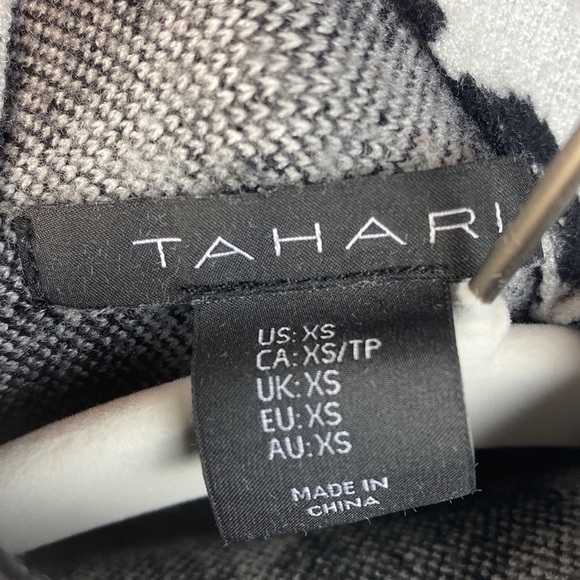 TAHARI
US: XS
CA: XS/TP
UK: XS
EU: XS
AU: XS
MADE IN
CHINA